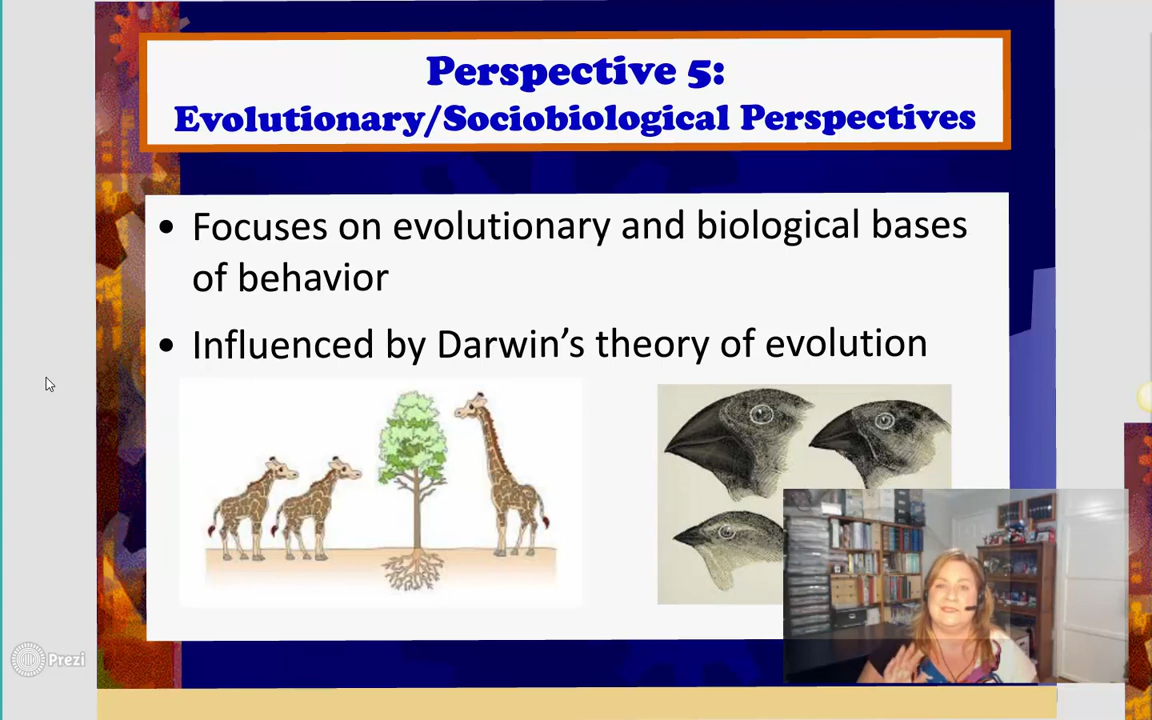 Perspective 5:
Evolutionary/Sociobiological Perspectives
• Focuses on evolutionary and biological bases
of behavior
• Influenced by Darwin’s theory of evolution
Prezi